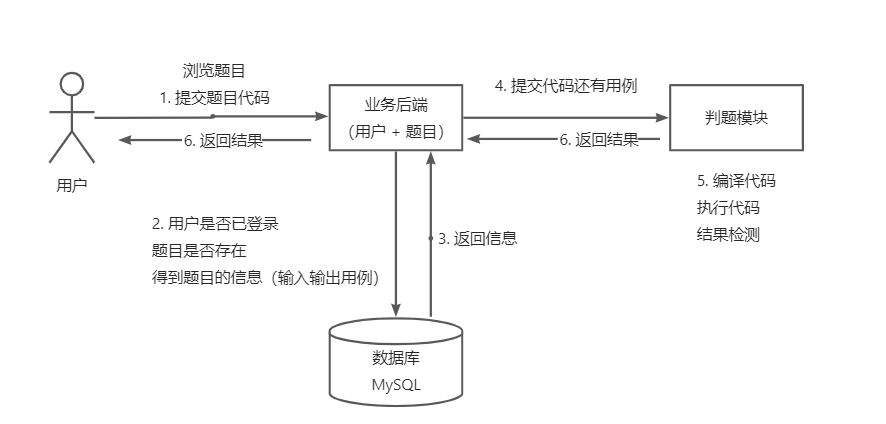 浏览题目
1. 提交题目代码
6. 返回结果
用户
业务后端
（用户 + 题目）
4. 提交代码还有用例
6. 返回结果
判题模块
5. 编译代码
执行代码
结果检测
2. 用户是否已登录
题目是否存在
得到题目的信息（输入输出用例）
3. 返回信息
数据库
MySQL